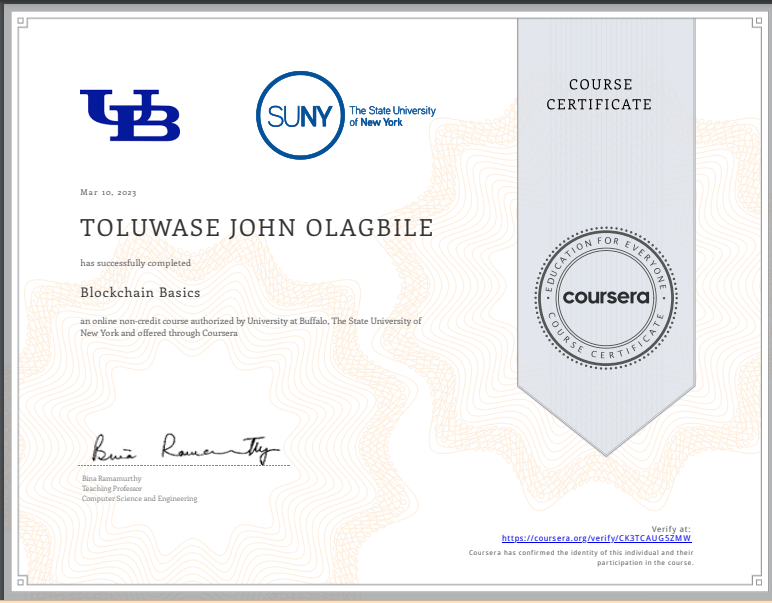 UB
SUNY
The State University
of New York
COURSE
CERTIFICATE
Mar 10, 2023
TOLUWASE JOHN OLAGBILE
has successfully completed
Blockchain Basics
an online non-credit course authorized by University at Buffalo, The State University of
New York and offered through Coursera
EDUCATION FOR EVERYONE
coursera
COURSE CERTIFICATE
Bina Ramamurthy
Bina Ramamurthy
Teaching Professor
Computer Science and Engineering
Verify at:
https://coursera.org/verify/CK3TCAUG5ZMW
Coursera has confirmed the identity of this individual and their
participation in the course.